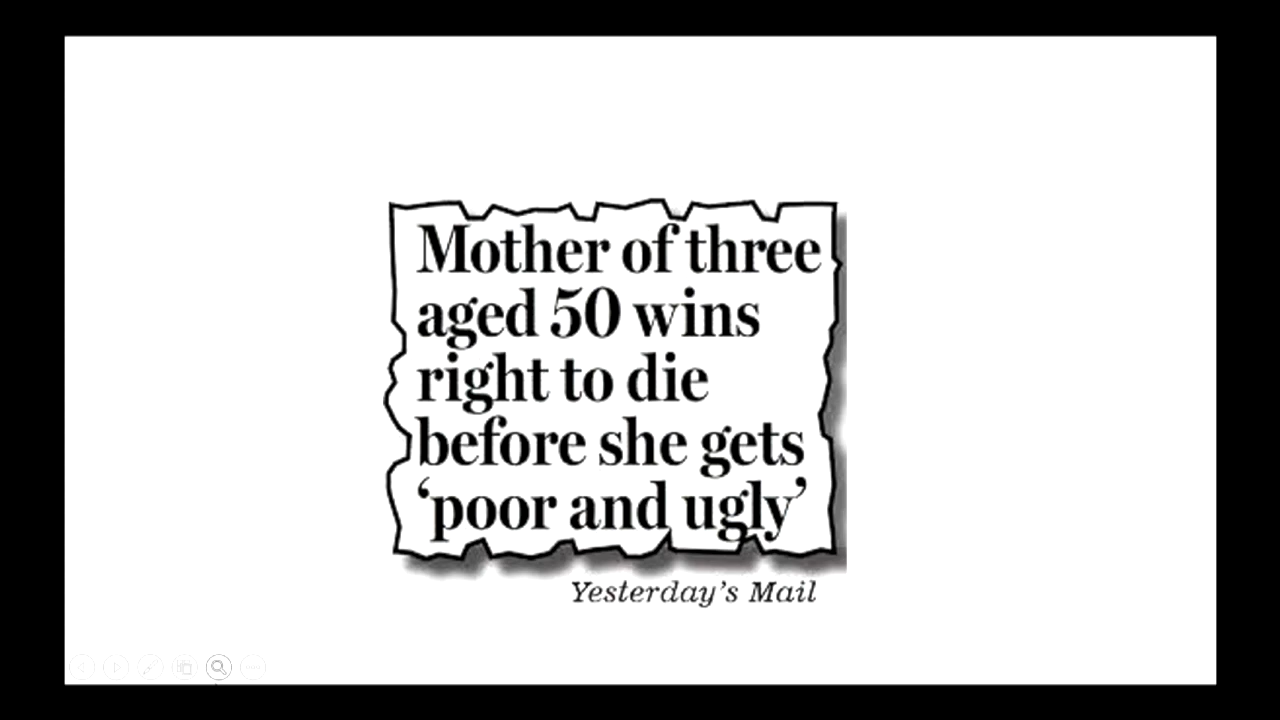 Mother of three
aged 50 wins
right to die
before she gets
‘poor and ugly’
Yesterday’s Mail